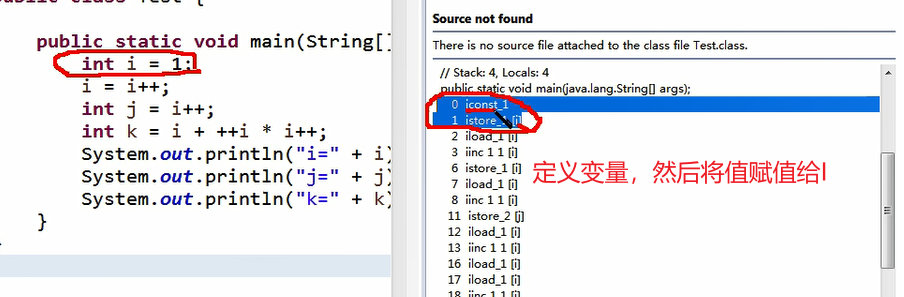 public class Test {
public static void main(String[]
int i = 1;
i = i++;
int j = i++;
int k = i + ++i * i++;
System.out.println("i=" + i)
System.out.println("j=" + j)
System.out.println("k=" + k)
}
Source not found
There is no source file attached to the class file Test.class.
// Stack: 4, Locals: 4
public static void main(java.lang.String[] args);
0 iconst_1
1 istore_1 [i]
2 iload_1 [i]
3 iinc 1 1 [i]
6 istore_1 [i]
7 iload_1 [i]
8 iinc 1 1 [i]
11 istore_2 [j]
12 iload_1 [i]
13 iinc 1 1 [i]
16 iload_1 [i]
17 iload_1 [i]
18 iinc 1 1 [i]
定义变量，然后将值赋值给I